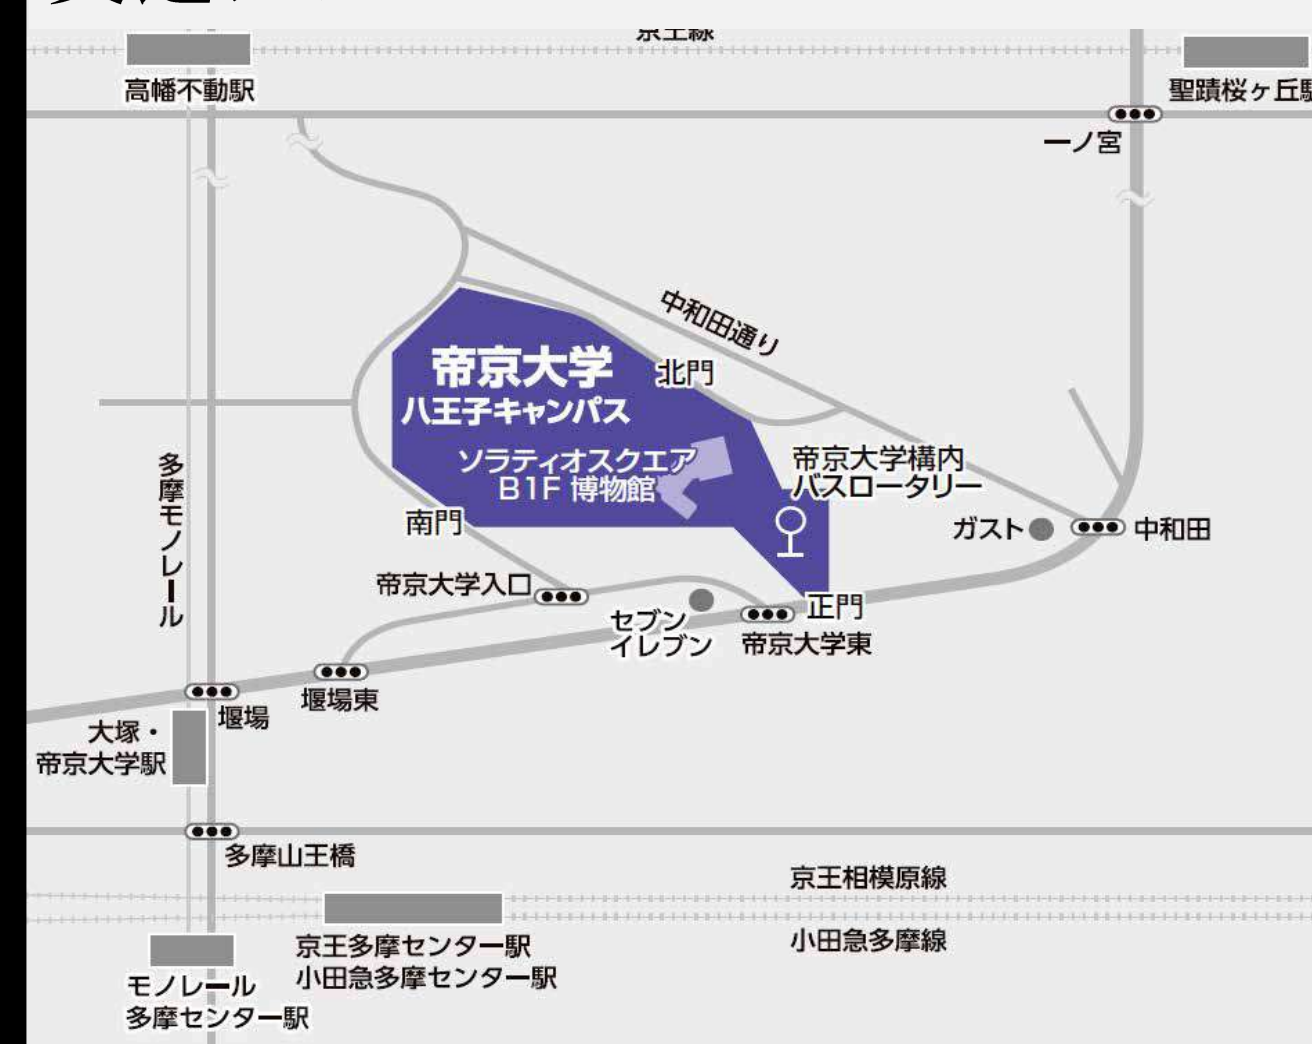 京王線
高幡不動駅
聖蹟桜ヶ丘駅
一ノ宮
中和田通り
帝京大学
八王子キャンパス
北門
ソラティオスクエア
B1F 博物館
帝京大学構内
バスロータリー
多摩モノレール
南門
ガスト
中和田
帝京大学入口
セブン
イレブン
正門
帝京大学東
堰場東
堰場
大塚・
帝京大学駅
多摩山王橋
京王相模原線
小田急多摩線
京王多摩センター駅
小田急多摩センター駅
モノレール
多摩センター駅